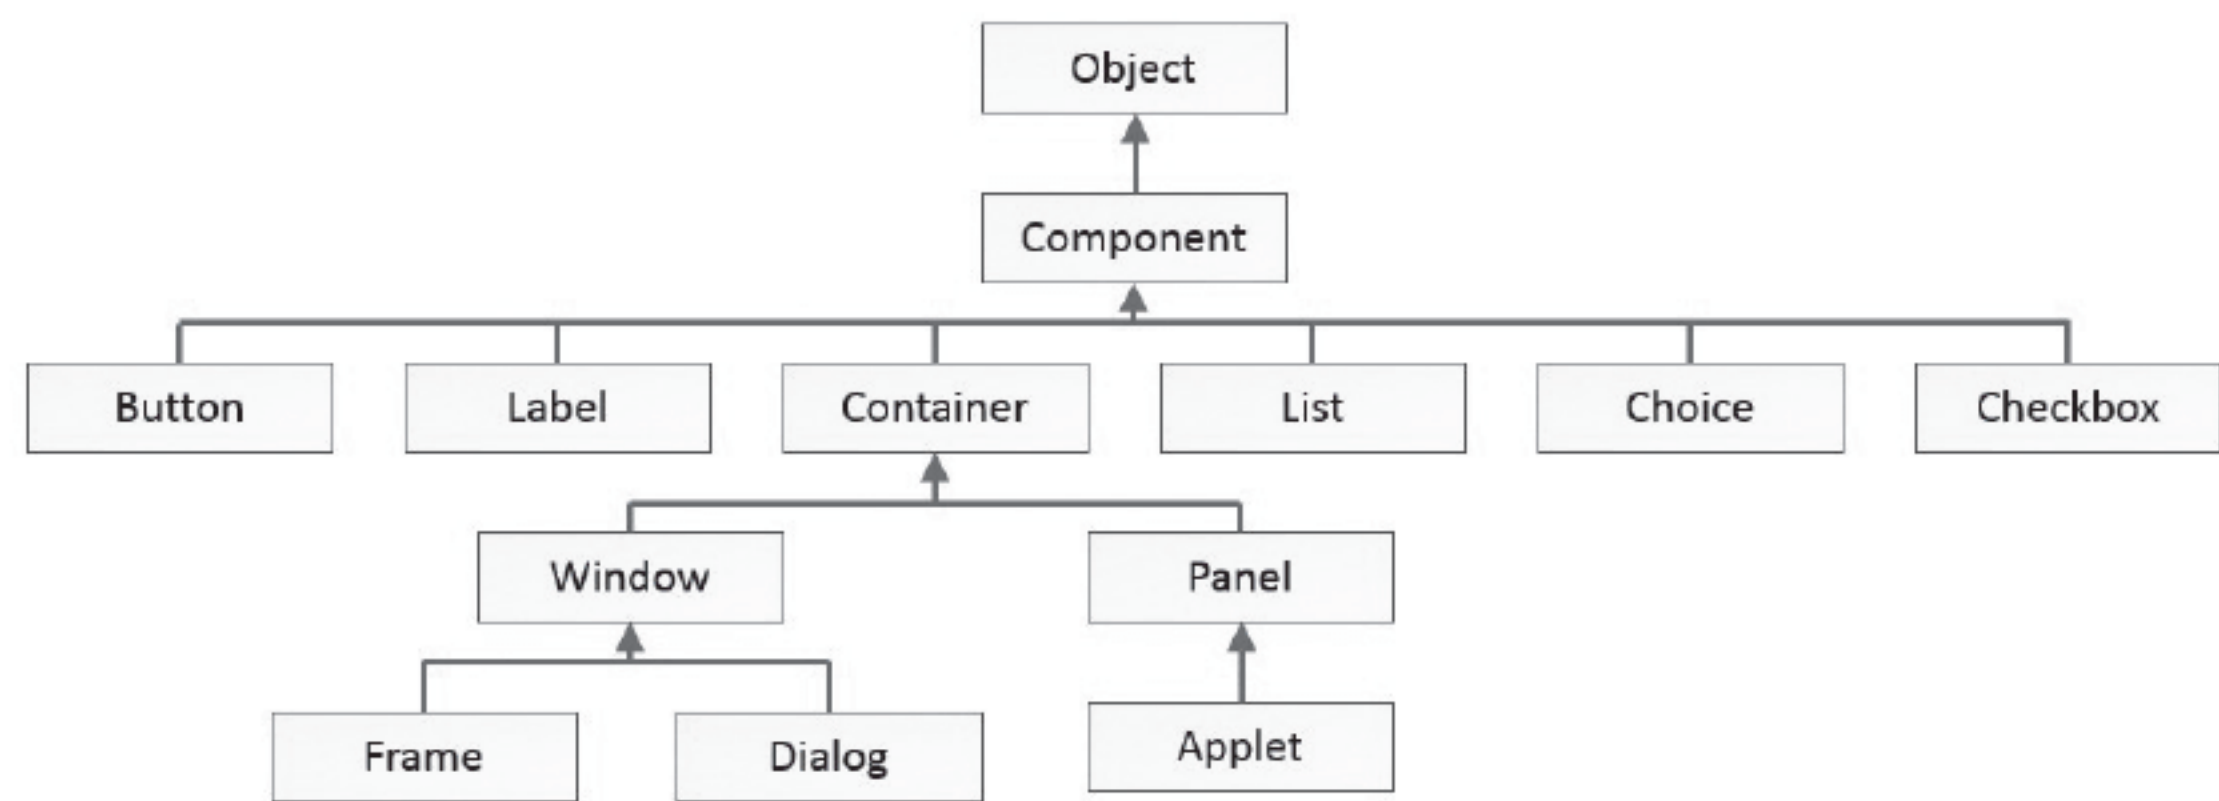 Object
Component
Button
Label
Container
List
Choice
Checkbox
Window
Panel
Frame
Dialog
Applet